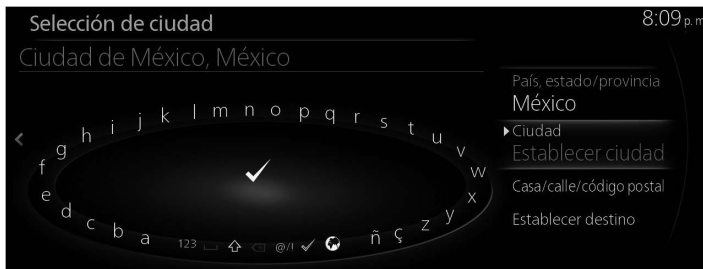 Selección de ciudad
8:09 p. m
Ciudad de México, México
a b c d e f g h i j k l m n o p q r s t u v w x y z ç ñ
123 @/!
País, estado/provincia
México
Ciudad
Establecer ciudad
Casa/calle/código postal
Establecer destino